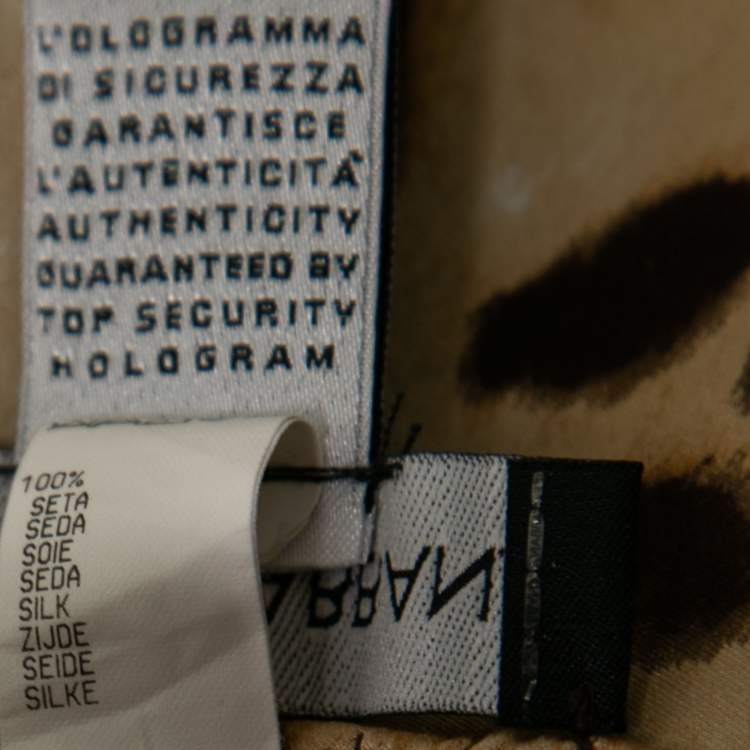 L'OLOGRAMMA
DI SICUREZZA
GARANTISCE
L'AUTENTICITÀ
AUTHENTICITY
GUARANTEED BY
TOP SECURITY
HOLOGRAM
100%
SETA
SEDA
SOIE
SEDA
SILK
ZIJDE
SEIDE
SILKE